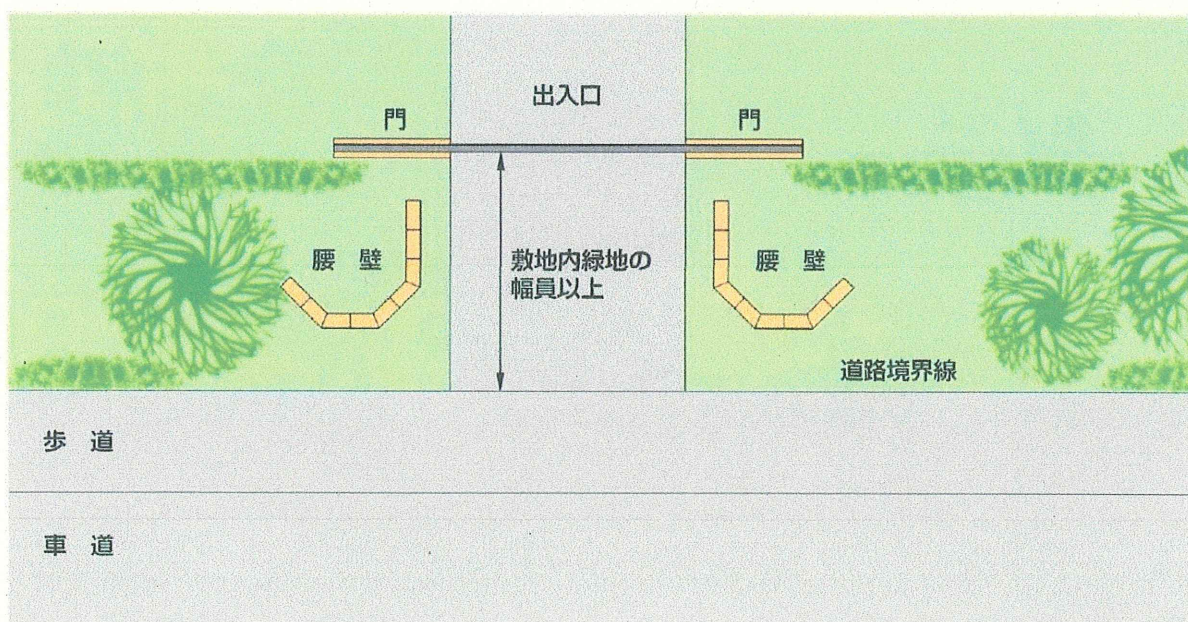 出入口
門
門
腰 壁
敷地内緑地の
幅員以上
腰 壁
道路境界線
歩 道
車 道